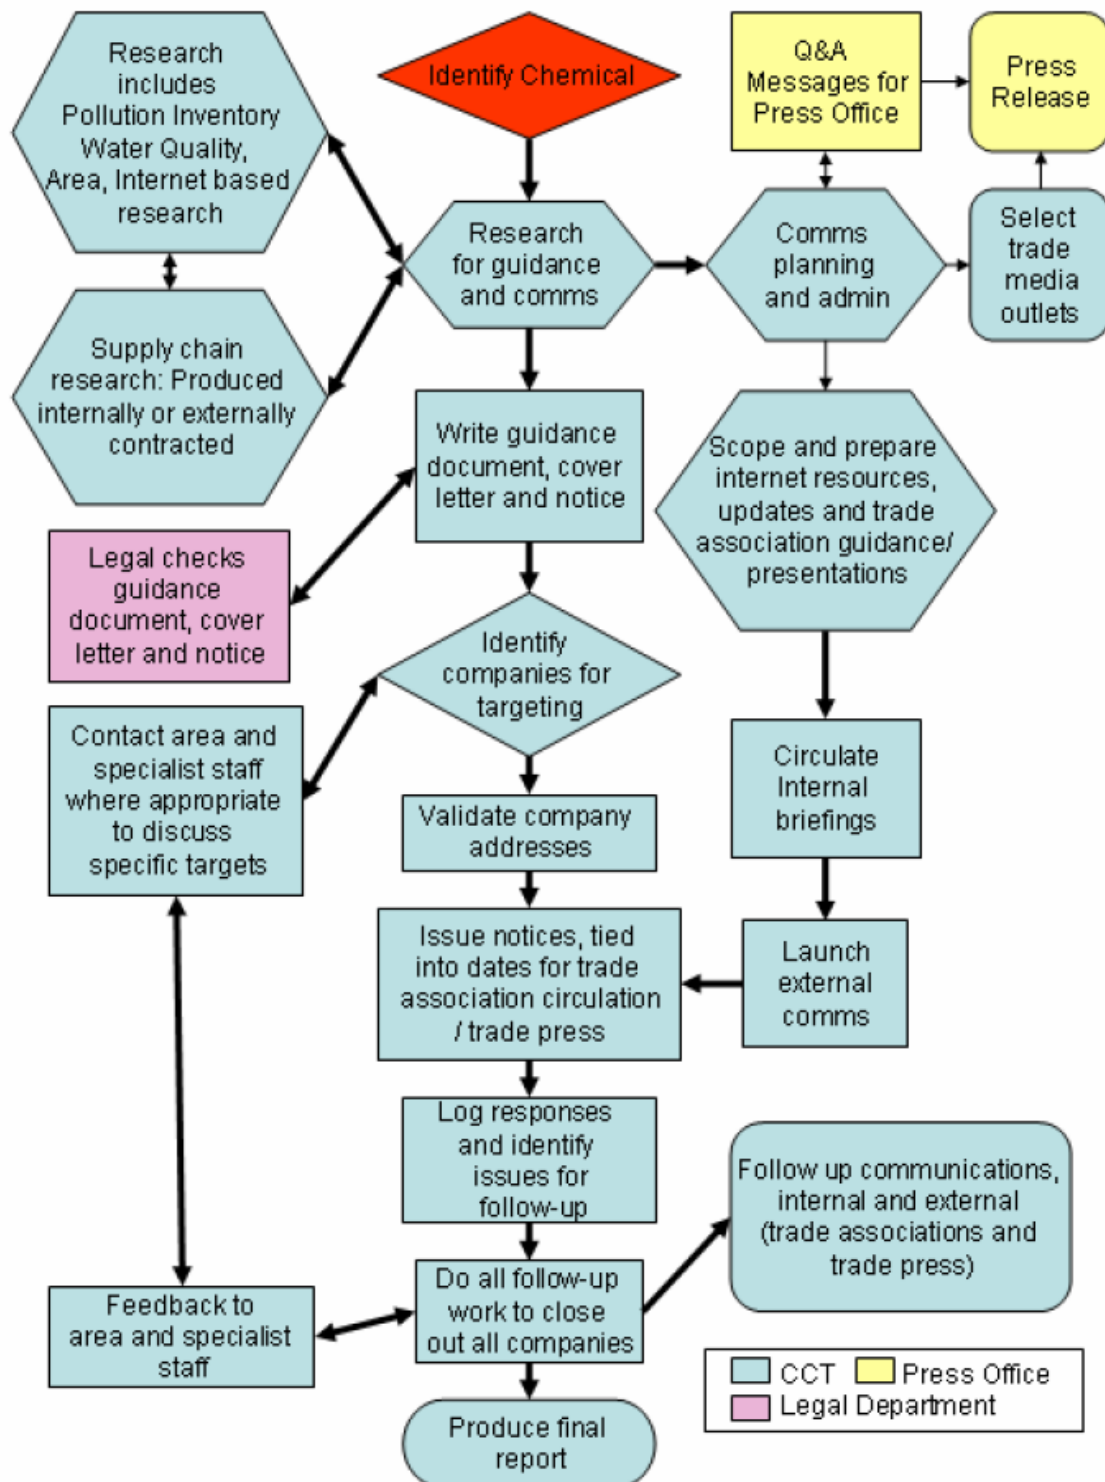 Research
includes
Pollution Inventory
Water Quality,
Area, Internet based
research
Identify Chemical
Q&A
Messages for
Press Office
Press
Release
Research
for guidance
and comms
Comms
planning
and admin
Select
trade
media
outlets
Supply chain
research: Produced
internally or externally
contracted
Write guidance
document, cover
letter and notice
Scope and prepare
internet resources,
updates and trade
association guidance/
presentations
Legal checks
guidance
document, cover
letter and notice
Identify
companies for
targeting
Contact area and
specialist staff
where appropriate
to discuss
specific targets
Validate company
addresses
Circulate
Internal
briefings
Issue notices, tied
into dates for trade
association circulation
/ trade press
Launch
external
comms
Log responses
and identify
issues for
follow-up
Follow up communications,
internal and external
(trade associations and
trade press)
Feedback to
area and specialist
staff
Do all follow-up
work to close
out all companies
Produce final
report
CCT
Press Office
Legal Department